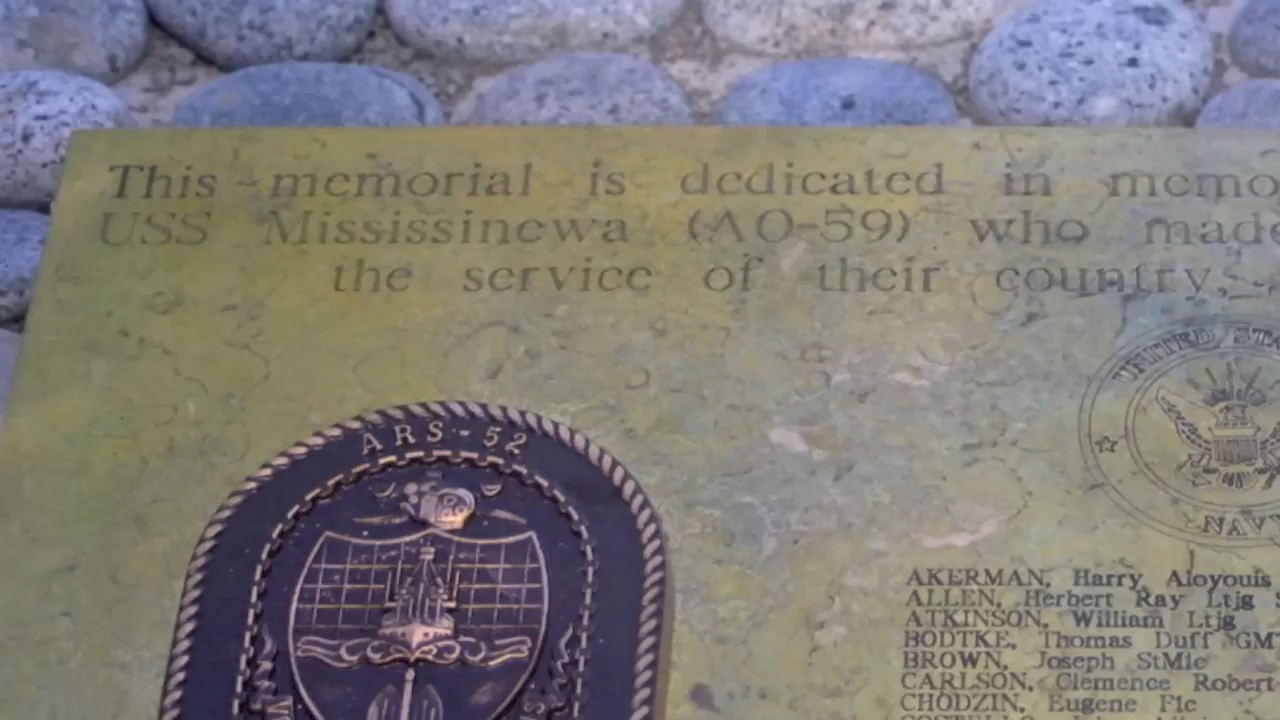 This memorial is dedicated in memo
USS Mississinewa (AO-59) who made
the service of their country,
UNITED STA
NAVY
ARS-52
AKERMAN, Harry Aloyouis
ALLEN, Herbert Ray Ltjg
ATKINSON, William Ltjg
BODTKE, Thomas Duff GM
BROWN, Joseph StM1c
CARLSON, Clemence Robert
CHODZIN, Eugene F1c